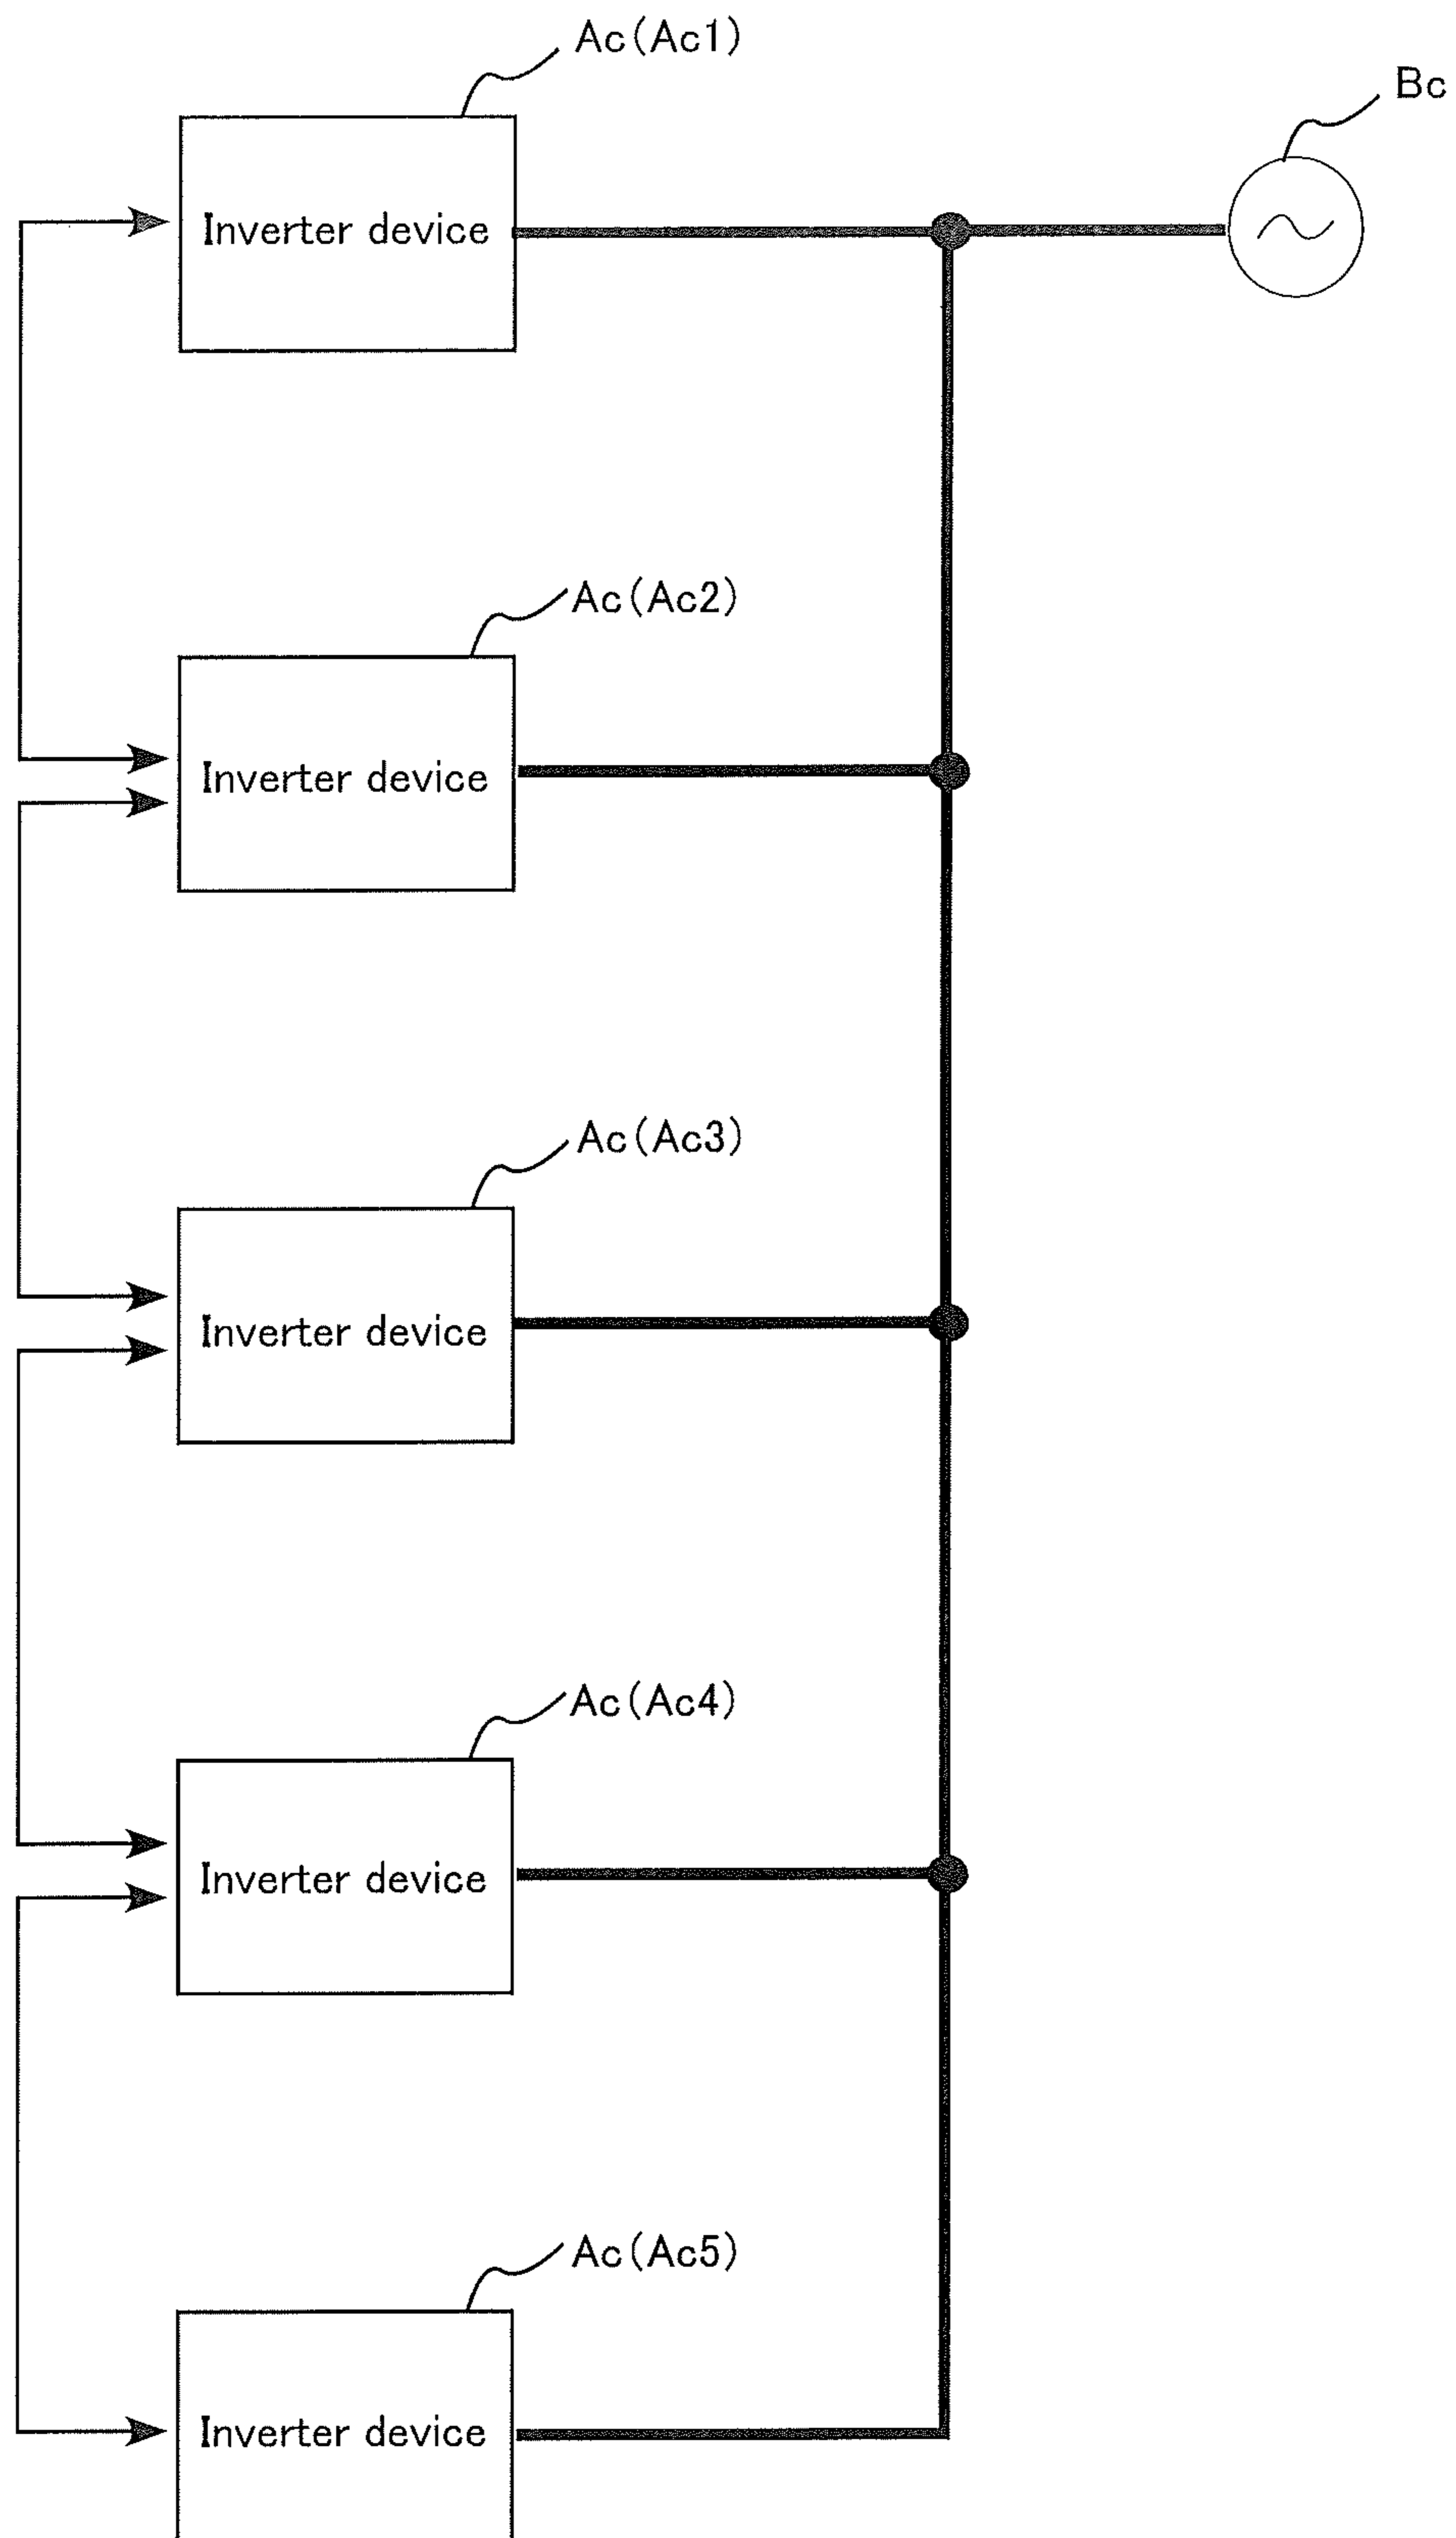 Ac(Ac1)
Bc
Inverter device
Ac(Ac2)
Inverter device
Ac(Ac3)
Inverter device
Ac(Ac4)
Inverter device
Ac(Ac5)
Inverter device